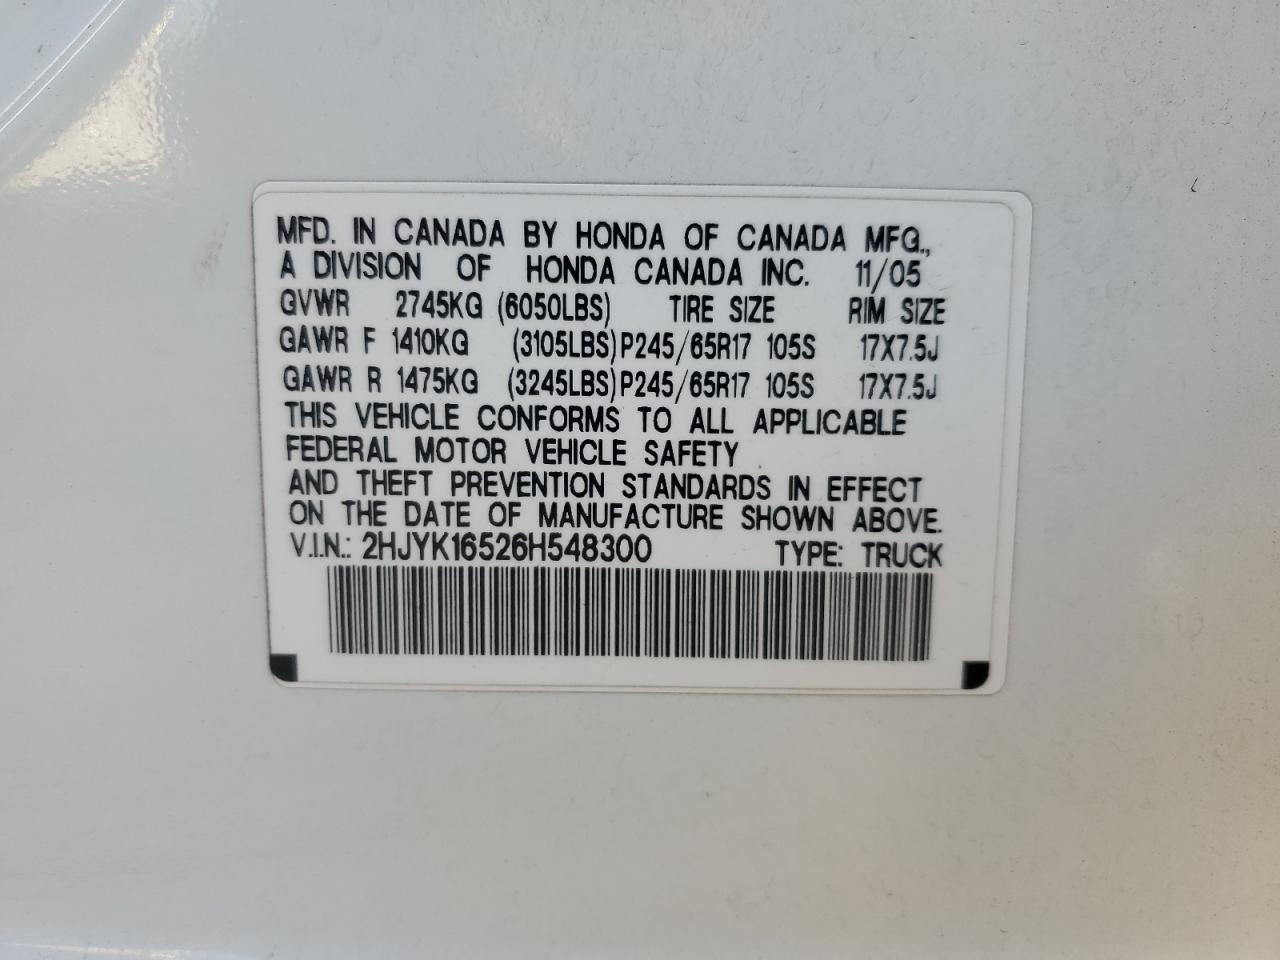 MFD. IN CANADA BY HONDA OF CANADA MFG.,
A DIVISION OF HONDA CANADA INC. 11/05
GVWR 2745KG (6050LBS) TIRE SIZE RIM SIZE
GAWR F 1410KG (3105LBS) P245/65R17 105S 17X7.5J
GAWR R 1475KG (3245LBS) P245/65R17 105S 17X7.5J
THIS VEHICLE CONFORMS TO ALL APPLICABLE
FEDERAL MOTOR VEHICLE SAFETY
AND THEFT PREVENTION STANDARDS IN EFFECT
ON THE DATE OF MANUFACTURE SHOWN ABOVE.
V.I.N.: 2HJYK16526H548300 TYPE: TRUCK